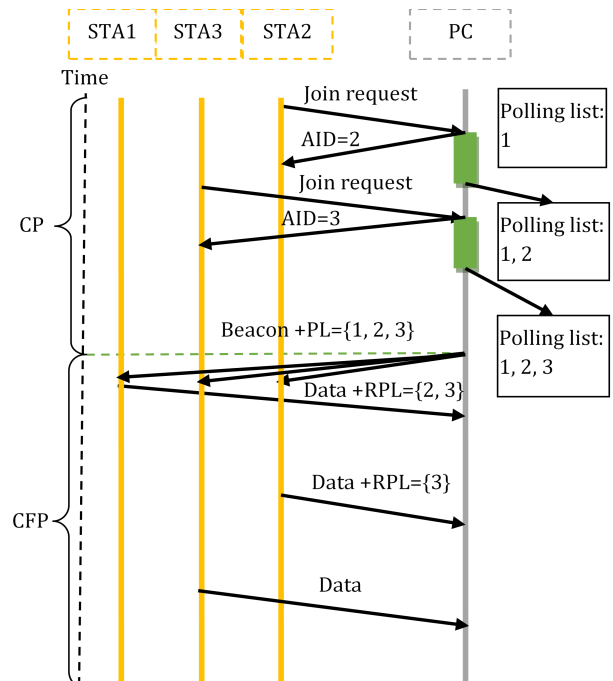 STA1
STA3
STA2
PC
Time
Join request
Polling list:
1
AID=2
Join request
AID=3
Polling list:
1, 2
CP
Beacon +PL={1, 2, 3}
Polling list:
1, 2, 3
Data +RPL={2, 3}
Data +RPL={3}
CFP
Data